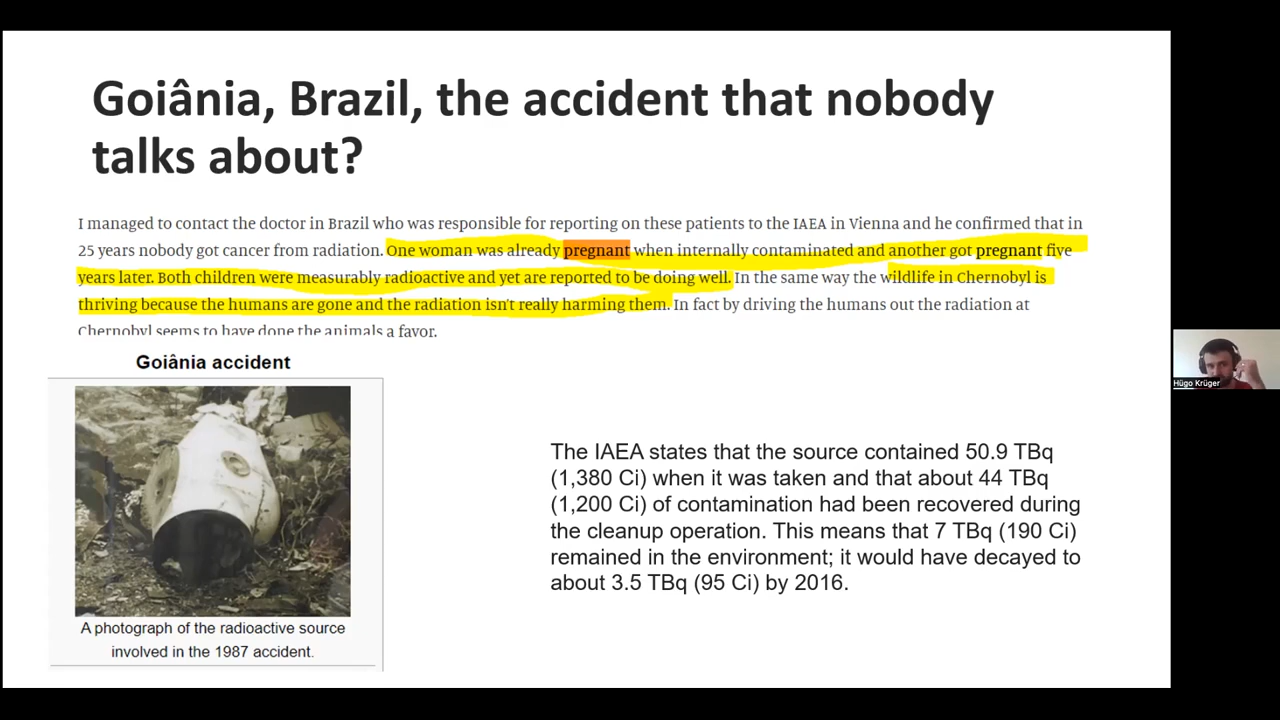 Goiânia, Brazil, the accident that nobody
talks about?
I managed to contact the doctor in Brazil who was responsible for reporting on these patients to the IAEA in Vienna and he confirmed that in
25 years nobody got cancer from radiation. One woman was already pregnant when internally contaminated and another got pregnant five
years later. Both children were measurably radioactive and yet are reported to be doing well. In the same way the wildlife in Chernobyl is
thriving because the humans are gone and the radiation isn't really harming them. In fact by driving the humans out the radiation at
Chernobyl seems to have done the animals a favor.
Goiânia accident
A photograph of the radioactive source
involved in the 1987 accident.
The IAEA states that the source contained 50.9 TBq
(1,380 Ci) when it was taken and that about 44 TBq
(1,200 Ci) of contamination had been recovered during
the cleanup operation. This means that 7 TBq (190 Ci)
remained in the environment; it would have decayed to
about 3.5 TBq (95 Ci) by 2016.
Hügo Krüger